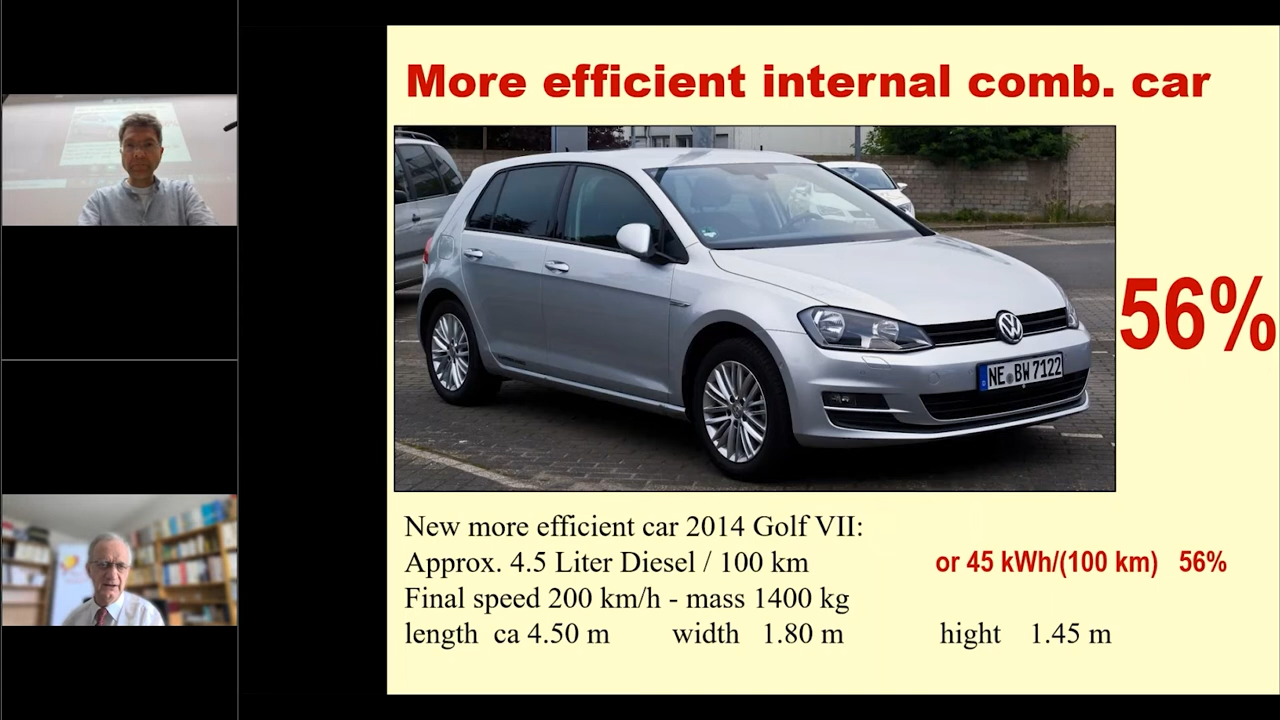 More efficient internal comb. car
NE BW 7122
56%
New more efficient car 2014 Golf VII:
Approx. 4.5 Liter Diesel / 100 km or 45 kWh/(100 km) 56%
Final speed 200 km/h - mass 1400 kg
length ca 4.50 m width 1.80 m hight 1.45 m